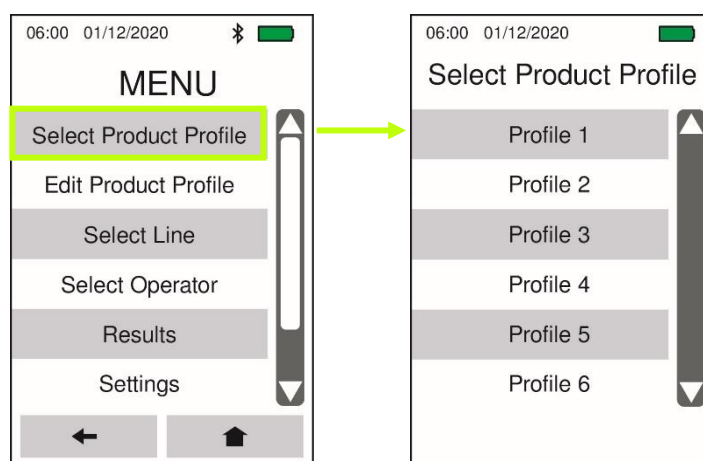 06:00 01/12/2020
MENU
Select Product Profile
Edit Product Profile
Select Line
Select Operator
Results
Settings
06:00 01/12/2020
Select Product Profile
Profile 1
Profile 2
Profile 3
Profile 4
Profile 5
Profile 6